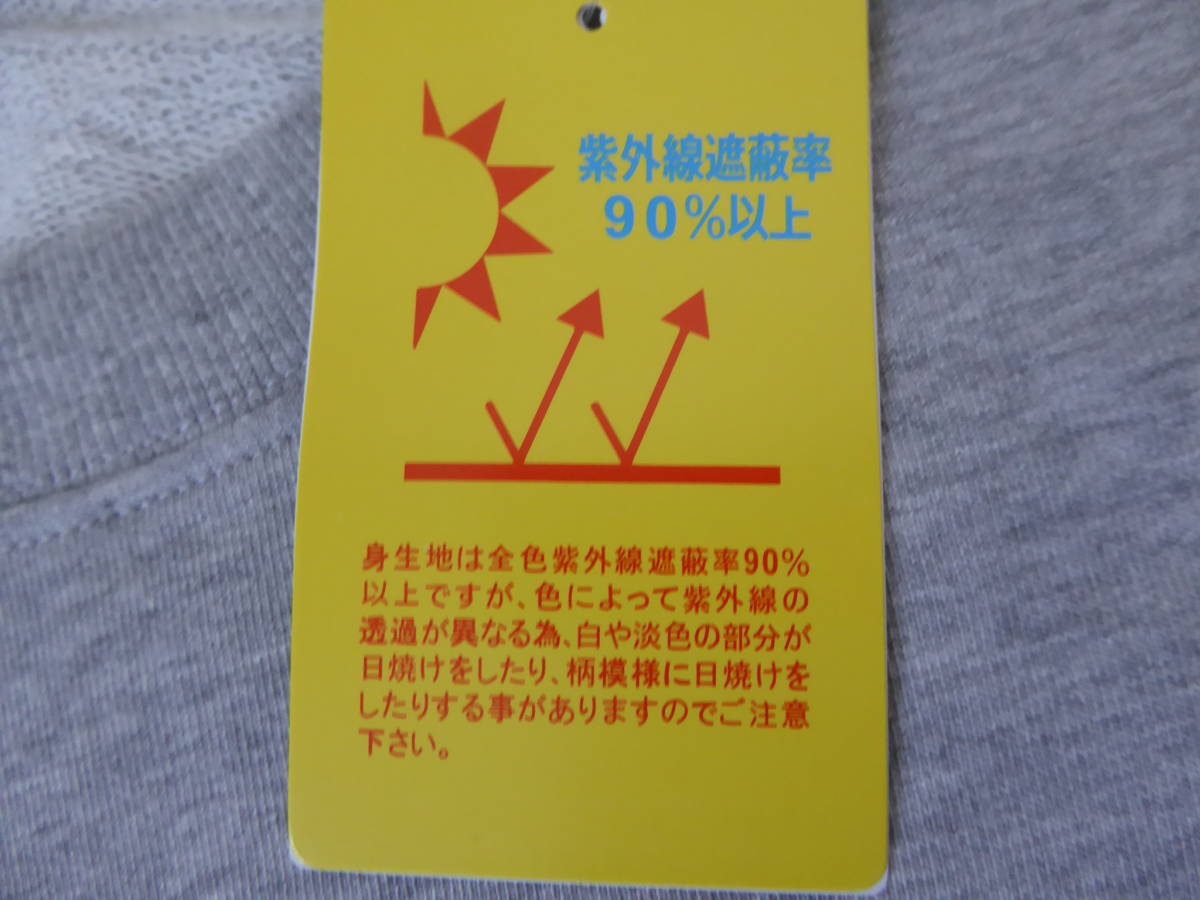 紫外線遮蔽率
90%以上
身生地は全色紫外線遮蔽率90%
以上ですが、色によって紫外線の
透過が異なる為、白や淡色の部分が
日焼けをしたり、柄模様に日焼けを
したりする事がありますのでご注意
下さい。